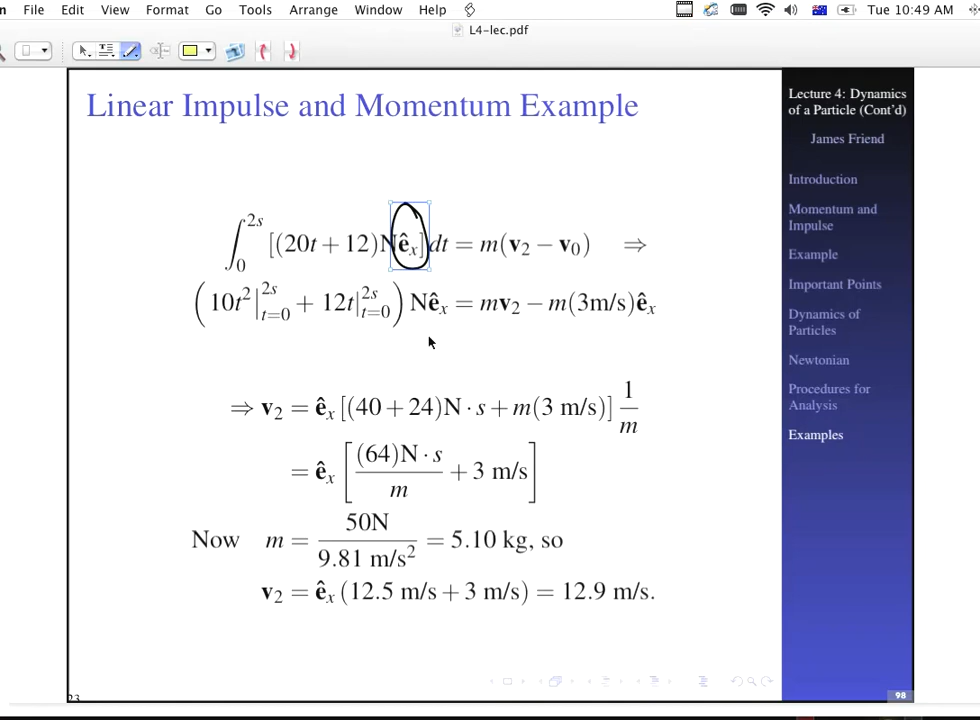 n File Edit View Format Go Tools Arrange Window Help Tue 10:49 AM
L4-lec.pdf
Linear Impulse and Momentum Example
∫₀^{2s} [(20t + 12)Nê_x] dt = m(v₂ − v₀) ⇒
(10t²|_{t=0}^{2s} + 12t|_{t=0}^{2s}) Nê_x = mv₂ − m(3m/s)ê_x
⇒ v₂ = ê_x [(40 + 24)N · s + m(3 m/s)] 1/m
= ê_x [(64)N · s / m + 3 m/s]
Now m = 50N / 9.81 m/s² = 5.10 kg, so
v₂ = ê_x (12.5 m/s + 3 m/s) = 12.9 m/s.
23
Lecture 4: Dynamics
of a Particle (Cont'd)
James Friend
Introduction
Momentum and
Impulse
Example
Important Points
Dynamics of
Particles
Newtonian
Procedures for
Analysis
Examples
98